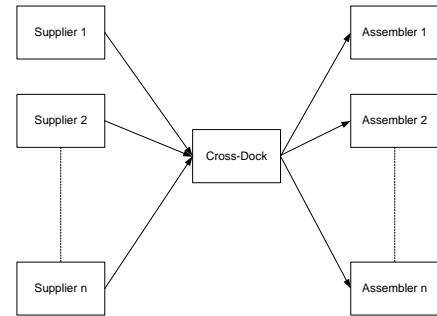 Supplier 1
Assembler 1
Supplier 2
Assembler 2
Cross-Dock
Supplier n
Assembler n